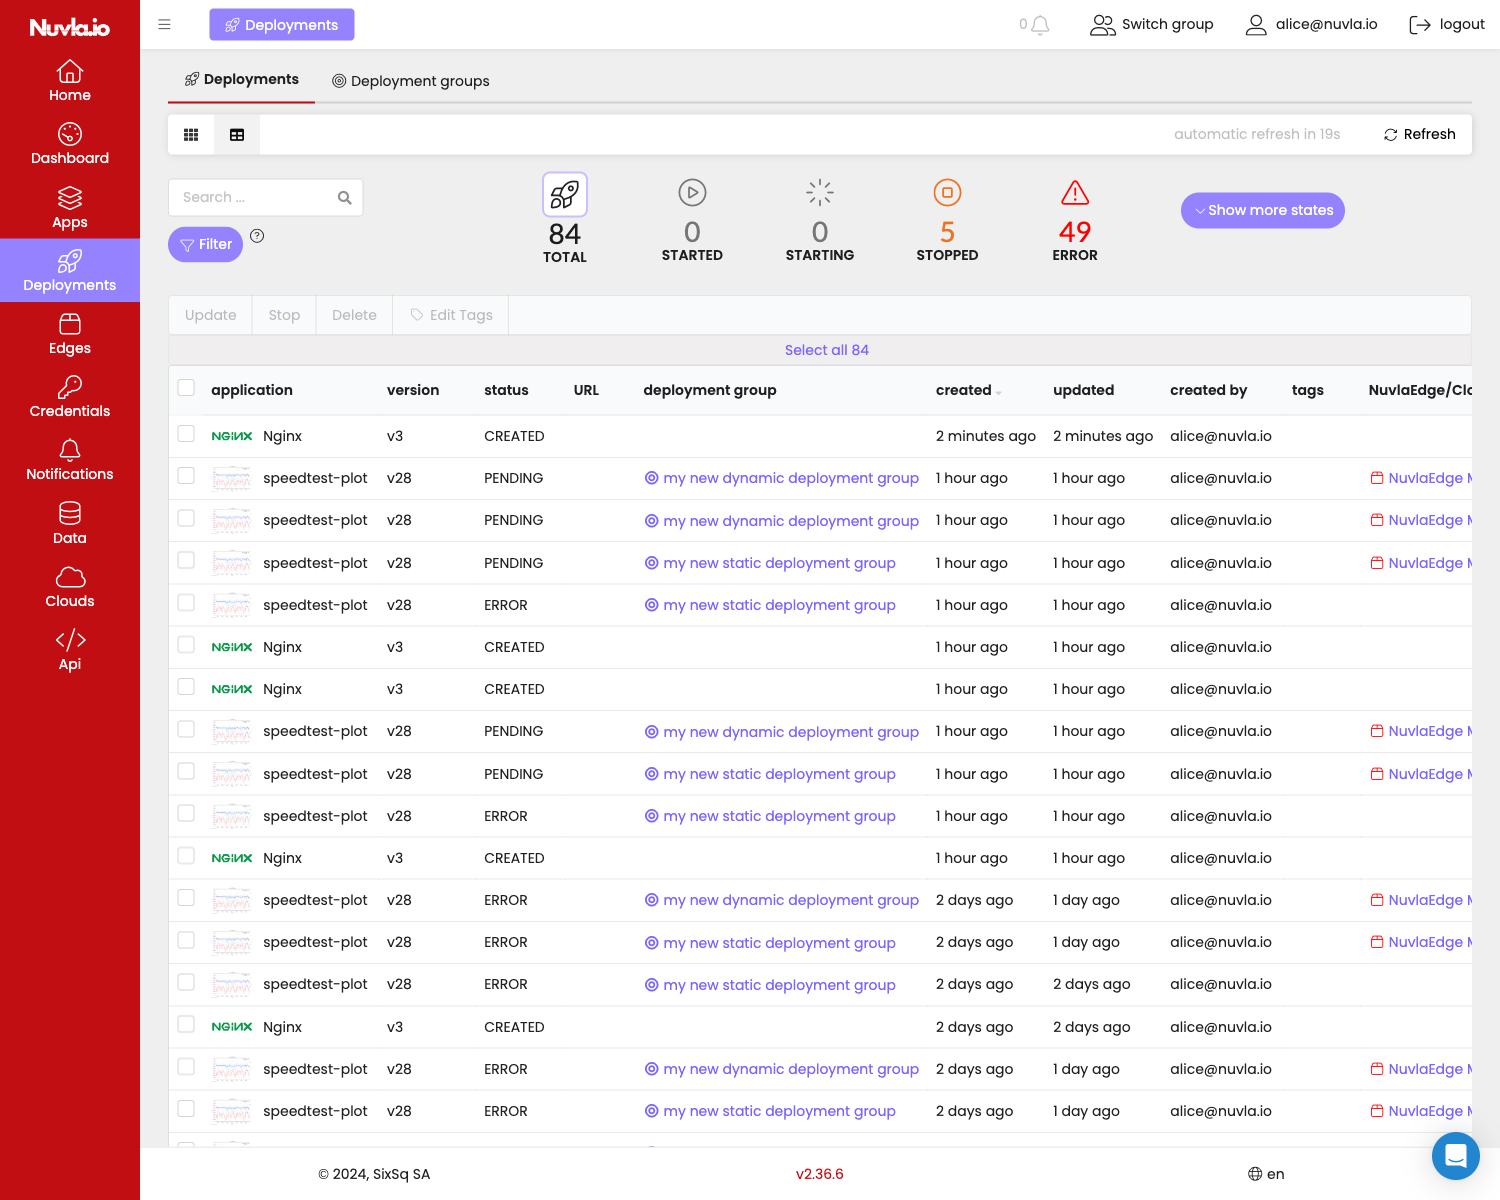 Nuvla.io
Home
Dashboard
Apps
Deployments
Edges
Credentials
Notifications
Data
Clouds
Api
Deployments
0
Switch group
alice@nuvla.io
logout
Deployments
Deployment groups
automatic refresh in 19s
Refresh
Search ...
Filter
84
TOTAL
0
STARTED
0
STARTING
5
STOPPED
49
ERROR
Show more states
Update Stop Delete Edit Tags
Select all 84
application version status URL deployment group created updated created by tags NuvlaEdge/Clo
NGINX Nginx v3 CREATED 2 minutes ago 2 minutes ago alice@nuvla.io
speedtest-plot v28 PENDING my new dynamic deployment group 1 hour ago 1 hour ago alice@nuvla.io NuvlaEdge M
speedtest-plot v28 PENDING my new dynamic deployment group 1 hour ago 1 hour ago alice@nuvla.io NuvlaEdge M
speedtest-plot v28 PENDING my new static deployment group 1 hour ago 1 hour ago alice@nuvla.io NuvlaEdge M
speedtest-plot v28 ERROR my new static deployment group 1 hour ago 1 hour ago alice@nuvla.io
NGINX Nginx v3 CREATED 1 hour ago 1 hour ago alice@nuvla.io
NGINX Nginx v3 CREATED 1 hour ago 1 hour ago alice@nuvla.io
speedtest-plot v28 PENDING my new dynamic deployment group 1 hour ago 1 hour ago alice@nuvla.io NuvlaEdge M
speedtest-plot v28 PENDING my new static deployment group 1 hour ago 1 hour ago alice@nuvla.io NuvlaEdge M
speedtest-plot v28 ERROR my new static deployment group 1 hour ago 1 hour ago alice@nuvla.io
NGINX Nginx v3 CREATED 1 hour ago 1 hour ago alice@nuvla.io
speedtest-plot v28 ERROR my new dynamic deployment group 2 days ago 1 day ago alice@nuvla.io NuvlaEdge M
speedtest-plot v28 ERROR my new static deployment group 2 days ago 1 day ago alice@nuvla.io NuvlaEdge M
speedtest-plot v28 ERROR my new static deployment group 2 days ago 2 days ago alice@nuvla.io
NGINX Nginx v3 CREATED 2 days ago 2 days ago alice@nuvla.io
speedtest-plot v28 ERROR my new dynamic deployment group 2 days ago 1 day ago alice@nuvla.io NuvlaEdge M
speedtest-plot v28 ERROR my new static deployment group 2 days ago 1 day ago alice@nuvla.io NuvlaEdge M
© 2024, SixSq SA
v2.36.6
en